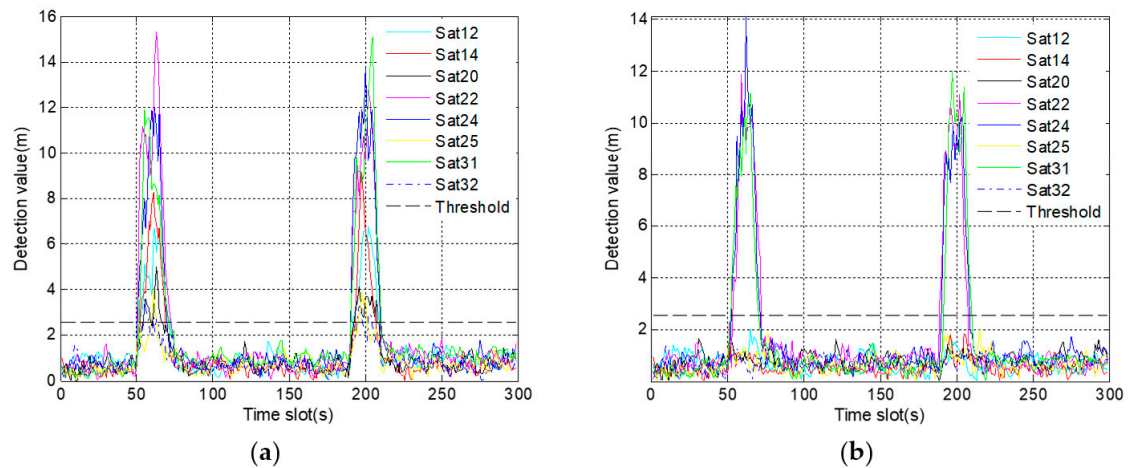 16
14
12
10
8
6
4
2
0
0
50
100
150
200
250
300
Detection value(m)
Time slot(s)
Sat12
Sat14
Sat20
Sat22
Sat24
Sat25
Sat31
Sat32
Threshold
(a)
14
12
10
8
6
4
2
0
50
100
150
200
250
300
Detection value(m)
Time slot(s)
Sat12
Sat14
Sat20
Sat22
Sat24
Sat25
Sat31
Sat32
Threshold
(b)